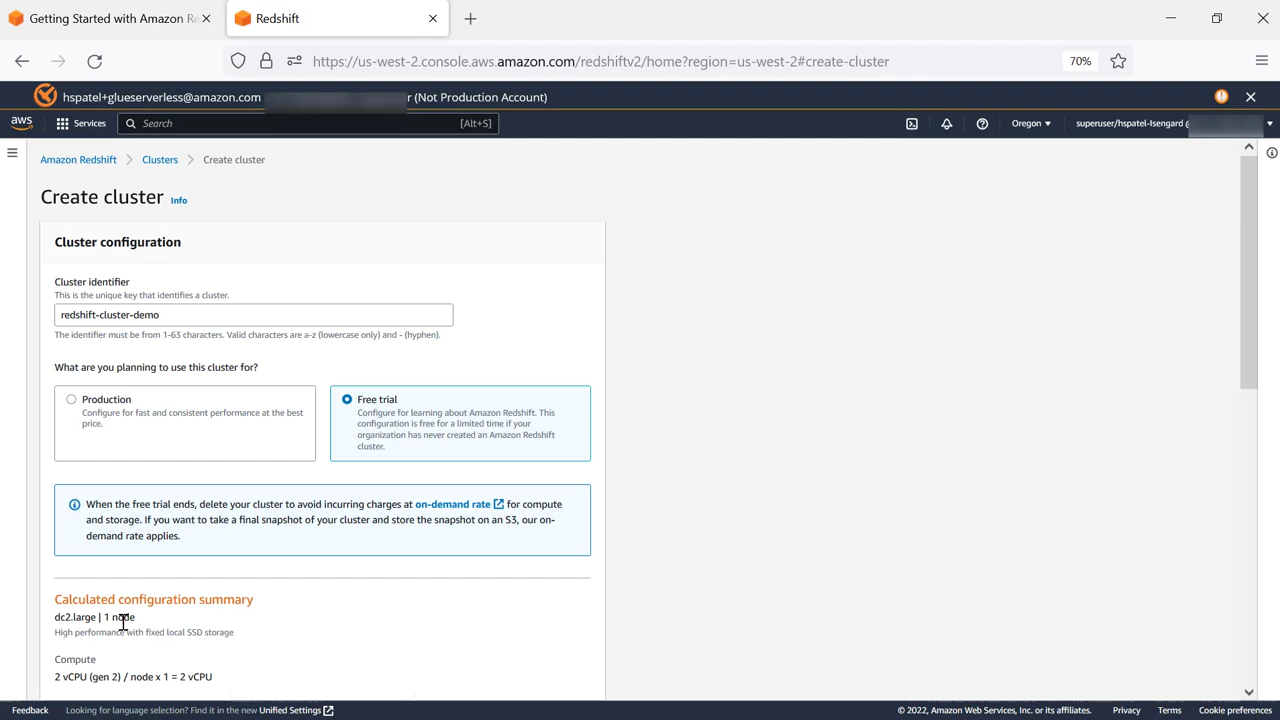 Getting Started with Amazon Re
Redshift
https://us-west-2.console.aws.amazon.com/redshiftv2/home?region=us-west-2#create-cluster
70%
hspatel+glueserverless@amazon.com r (Not Production Account)
aws
Services
Search [Alt+S]
Oregon
superuser/hspatel-Isengard @
Amazon Redshift
Clusters
Create cluster
Create cluster Info
Cluster configuration
Cluster identifier
This is the unique key that identifies a cluster.
redshift-cluster-demo
The identifier must be from 1-63 characters. Valid characters are a-z (lowercase only) and - (hyphen).
What are you planning to use this cluster for?
Production
Configure for fast and consistent performance at the best
price.
Free trial
Configure for learning about Amazon Redshift. This
configuration is free for a limited time if your
organization has never created an Amazon Redshift
cluster.
When the free trial ends, delete your cluster to avoid incurring charges at on-demand rate for compute
and storage. If you want to take a final snapshot of your cluster and store the snapshot on an S3, our on-
demand rate applies.
Calculated configuration summary
dc2.large | 1 node
High performance with fixed local SSD storage
Compute
2 vCPU (gen 2) / node x 1 = 2 vCPU
Feedback
Looking for language selection? Find it in the new Unified Settings
© 2022, Amazon Web Services, Inc. or its affiliates.
Privacy
Terms
Cookie preferences